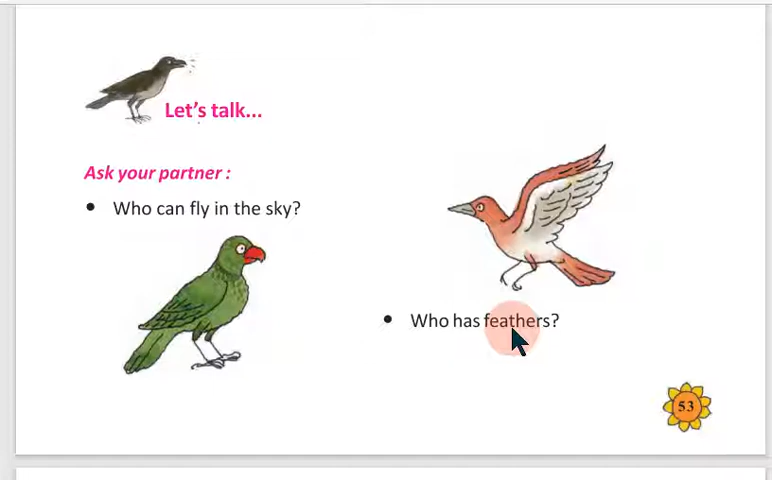 Let's talk...
Ask your partner :
• Who can fly in the sky?
• Who has feathers?
53